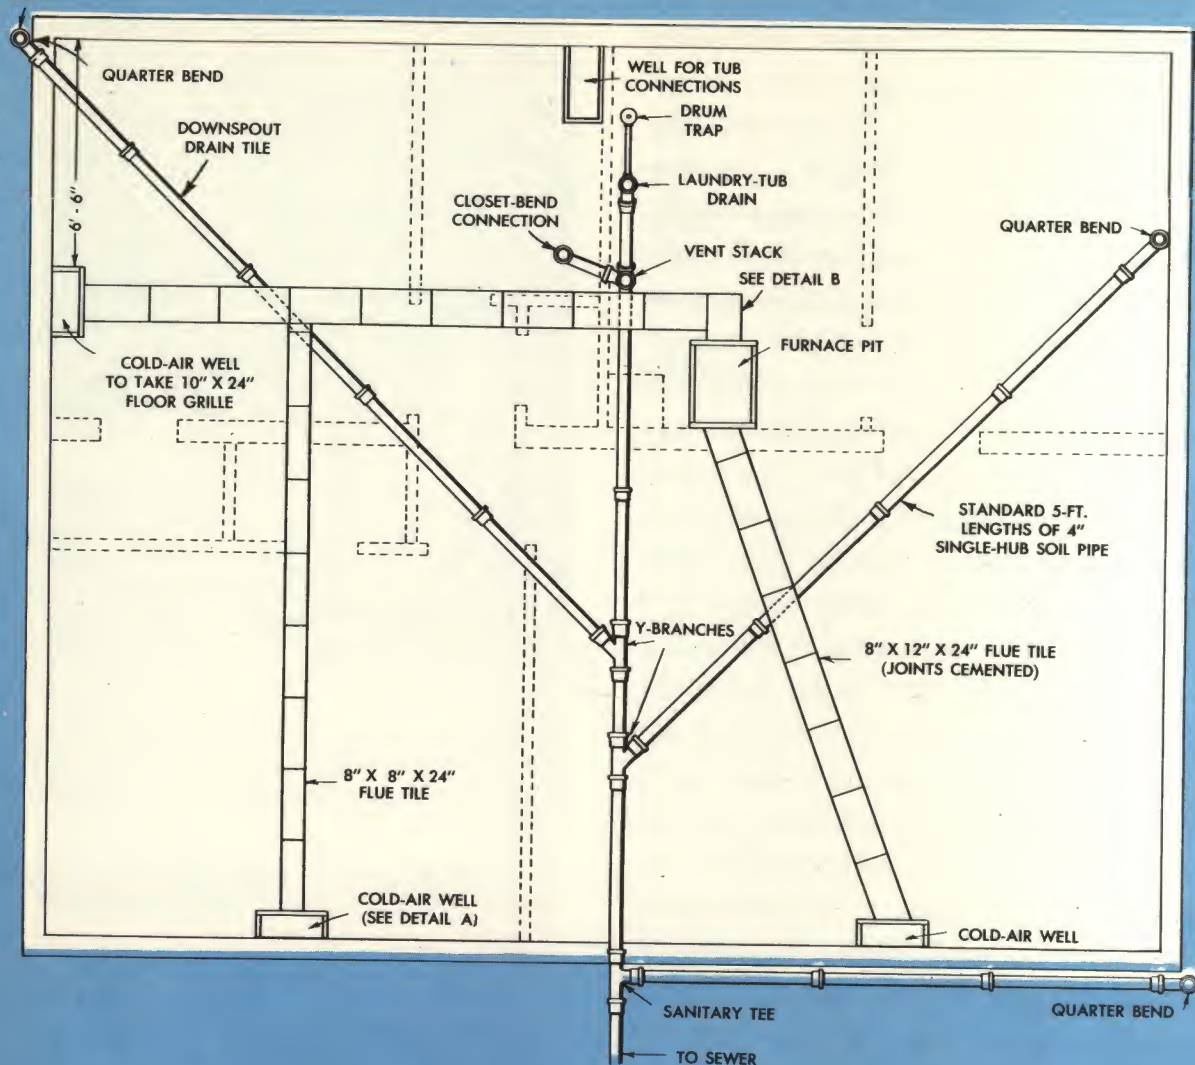 QUARTER BEND
WELL FOR TUB
CONNECTIONS
DOWNSPOUT
DRAIN TILE
DRUM
TRAP
6' - 6"
LAUNDRY-TUB
DRAIN
CLOSET-BEND
CONNECTION
QUARTER BEND
VENT STACK
SEE DETAIL B
FURNACE PIT
COLD-AIR WELL
TO TAKE 10" X 24"
FLOOR GRILLE
STANDARD 5-FT.
LENGTHS OF 4"
SINGLE-HUB SOIL PIPE
Y-BRANCHES
8" X 12" X 24" FLUE TILE
(JOINTS CEMENTED)
8" X 8" X 24"
FLUE TILE
COLD-AIR WELL
(SEE DETAIL A)
COLD-AIR WELL
SANITARY TEE
QUARTER BEND
TO SEWER